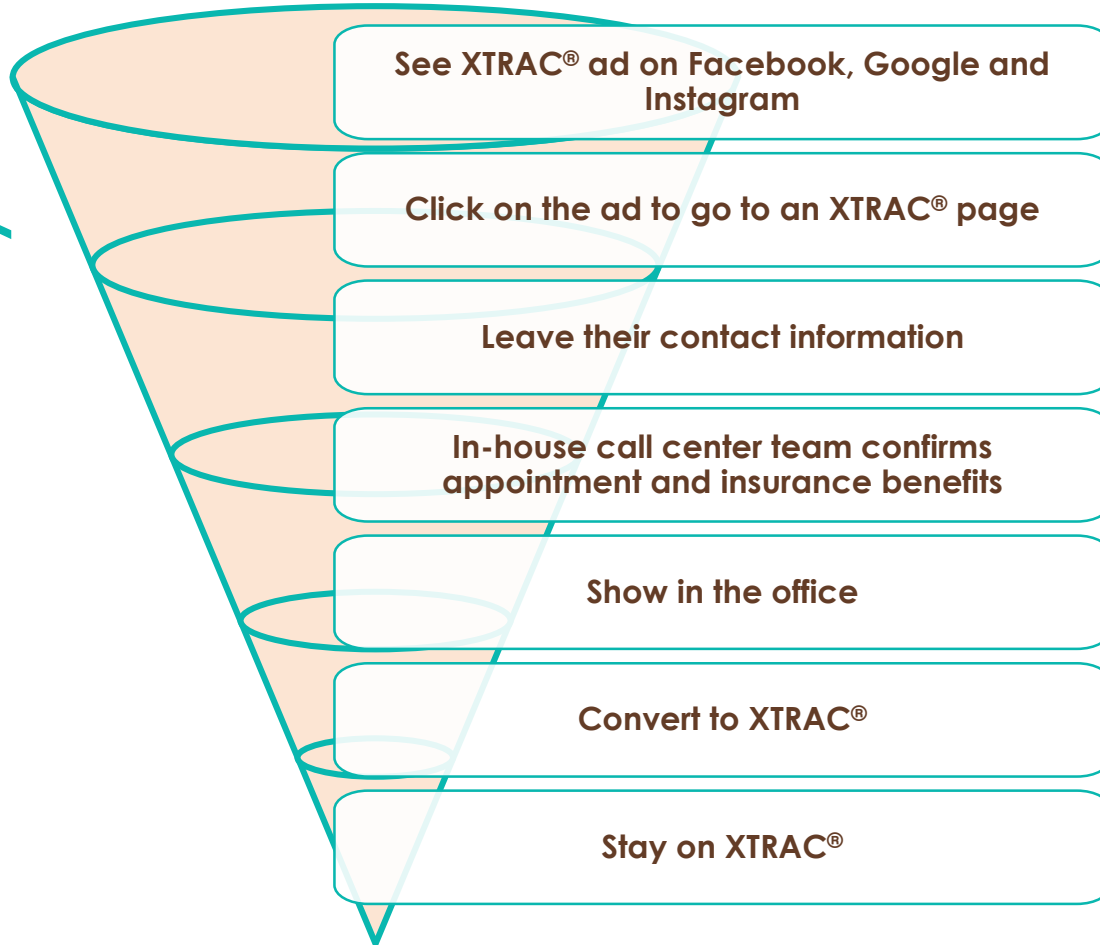 See XTRAC® ad on Facebook, Google and
Instagram
Click on the ad to go to an XTRAC® page
Leave their contact information
In-house call center team confirms
appointment and insurance benefits
Show in the office
Convert to XTRAC®
Stay on XTRAC®